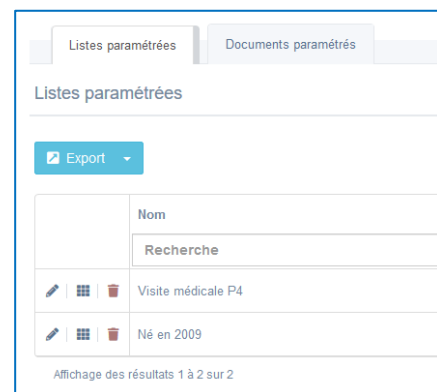 Listes paramétrées Documents paramétrés
Listes paramétrées
Export
Nom
Recherche
Visite médicale P4
Né en 2009
Affichage des résultats 1 à 2 sur 2